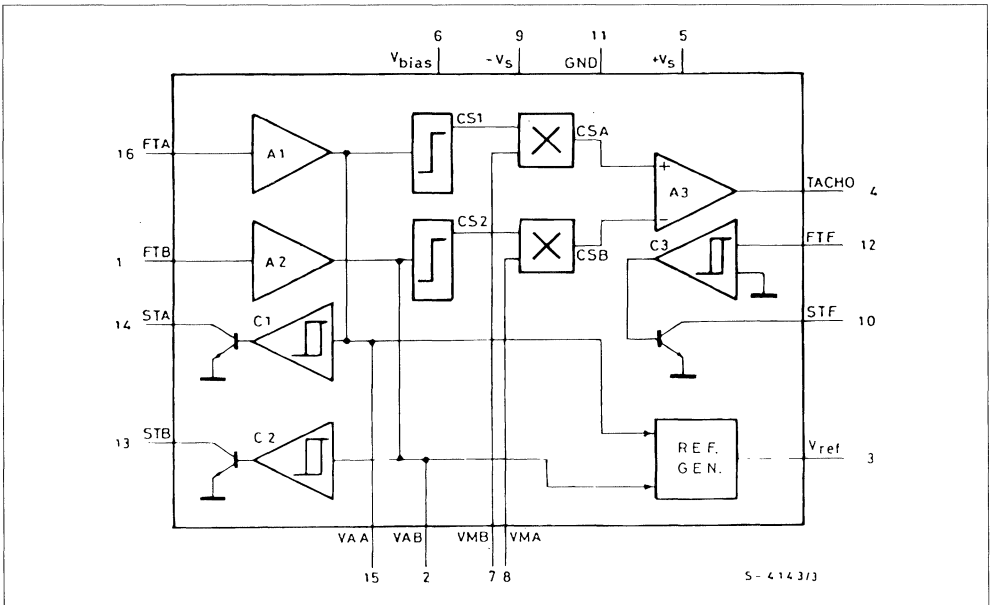 6 9 11 5
Vbias -Vs GND +Vs
CS1
CSA
16 FTA A1
A3 + −
TACHO 4
CS2
CSB
1 FTB A2
C3 FTF 12
14 STA C1
STF 10
13 STB C2
REF. GEN.
Vref 3
VAA VAB VMB VMA
15 2 7 8
S-4143/3